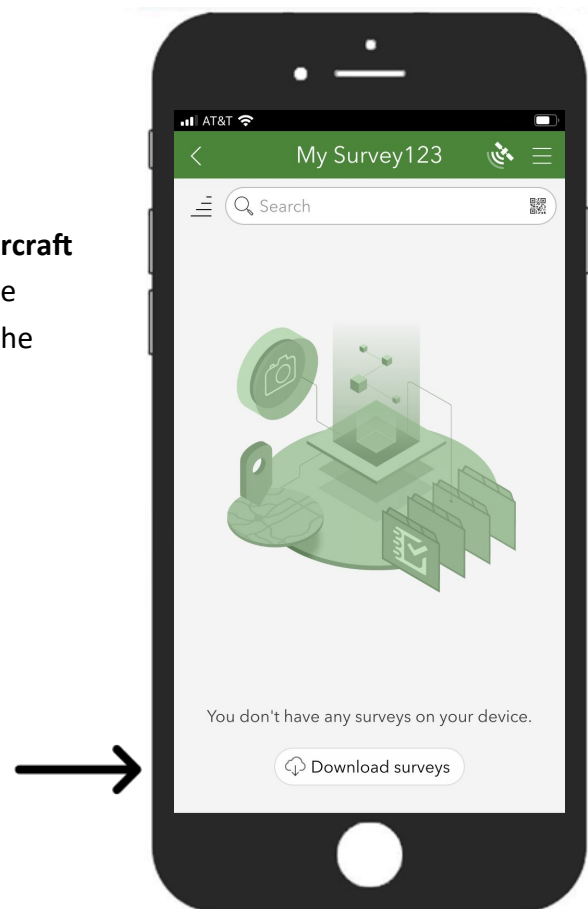 AT&T
My Survey123
Search
rcraft
e
he
You don't have any surveys on your device.
Download surveys